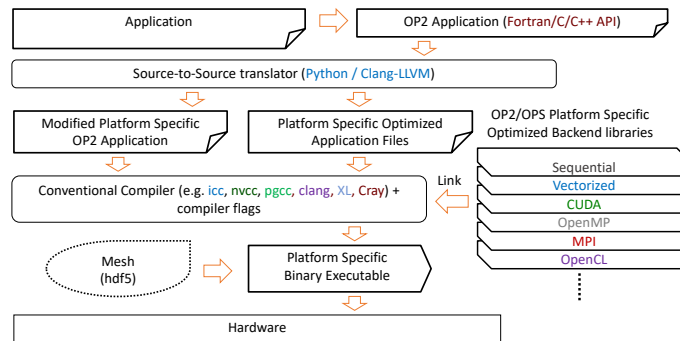 Application
OP2 Application (Fortran/C/C++ API)
Source-to-Source translator (Python / Clang-LLVM)
Modified Platform Specific
OP2 Application
Platform Specific Optimized
Application Files
OP2/OPS Platform Specific
Optimized Backend libraries
Sequential
Vectorized
CUDA
OpenMP
MPI
OpenCL
Conventional Compiler (e.g. icc, nvcc, pgcc, clang, XL, Cray) +
compiler flags
Link
Mesh
(hdf5)
Platform Specific
Binary Executable
Hardware